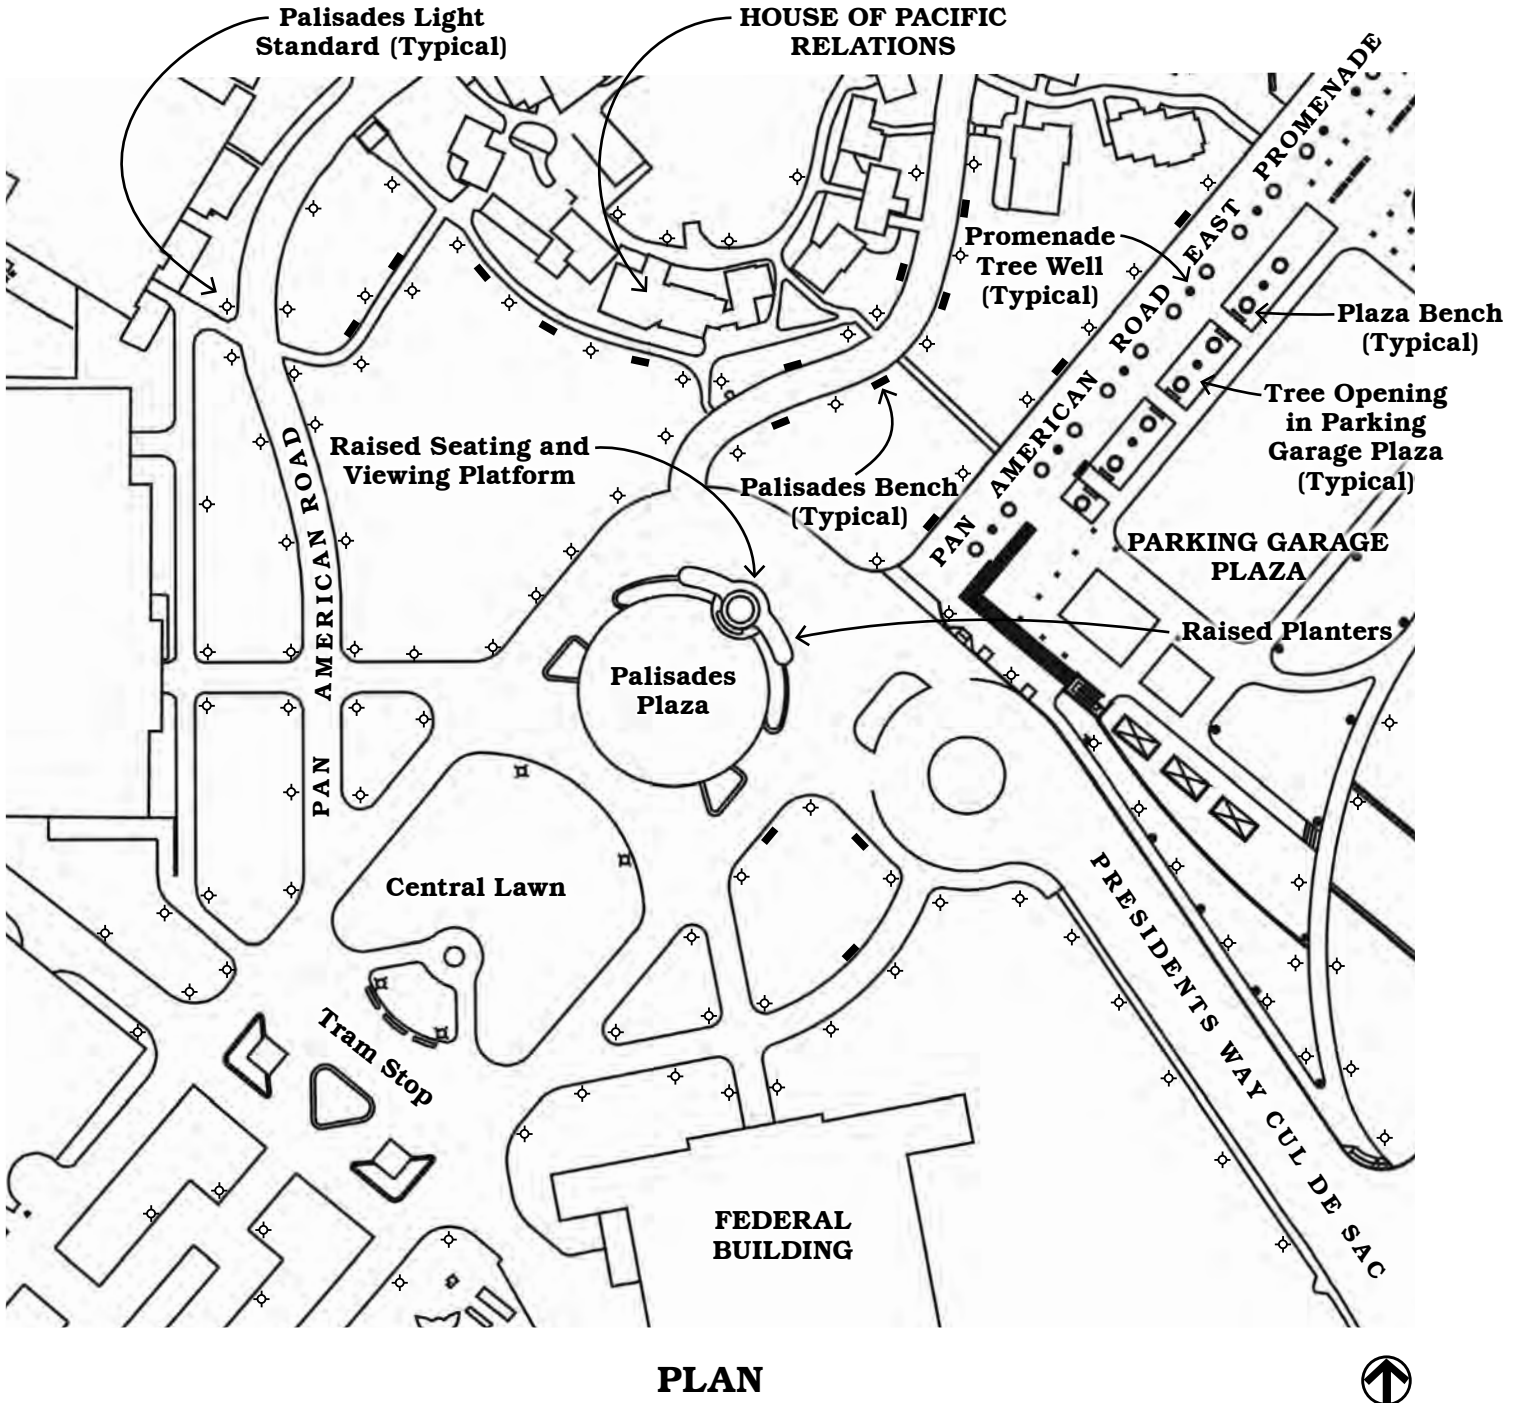 Palisades Light
Standard (Typical)
HOUSE OF PACIFIC
RELATIONS
PAN AMERICAN ROAD EAST PROMENADE
Promenade
Tree Well
(Typical)
Plaza Bench
(Typical)
Tree Opening
in Parking
Garage Plaza
(Typical)
Raised Seating and
Viewing Platform
Palisades Bench
(Typical)
PARKING GARAGE
PLAZA
PAN AMERICAN ROAD
Raised Planters
Palisades
Plaza
Central Lawn
PRESIDENTS WAY CUL DE SAC
Tram Stop
FEDERAL
BUILDING
PLAN